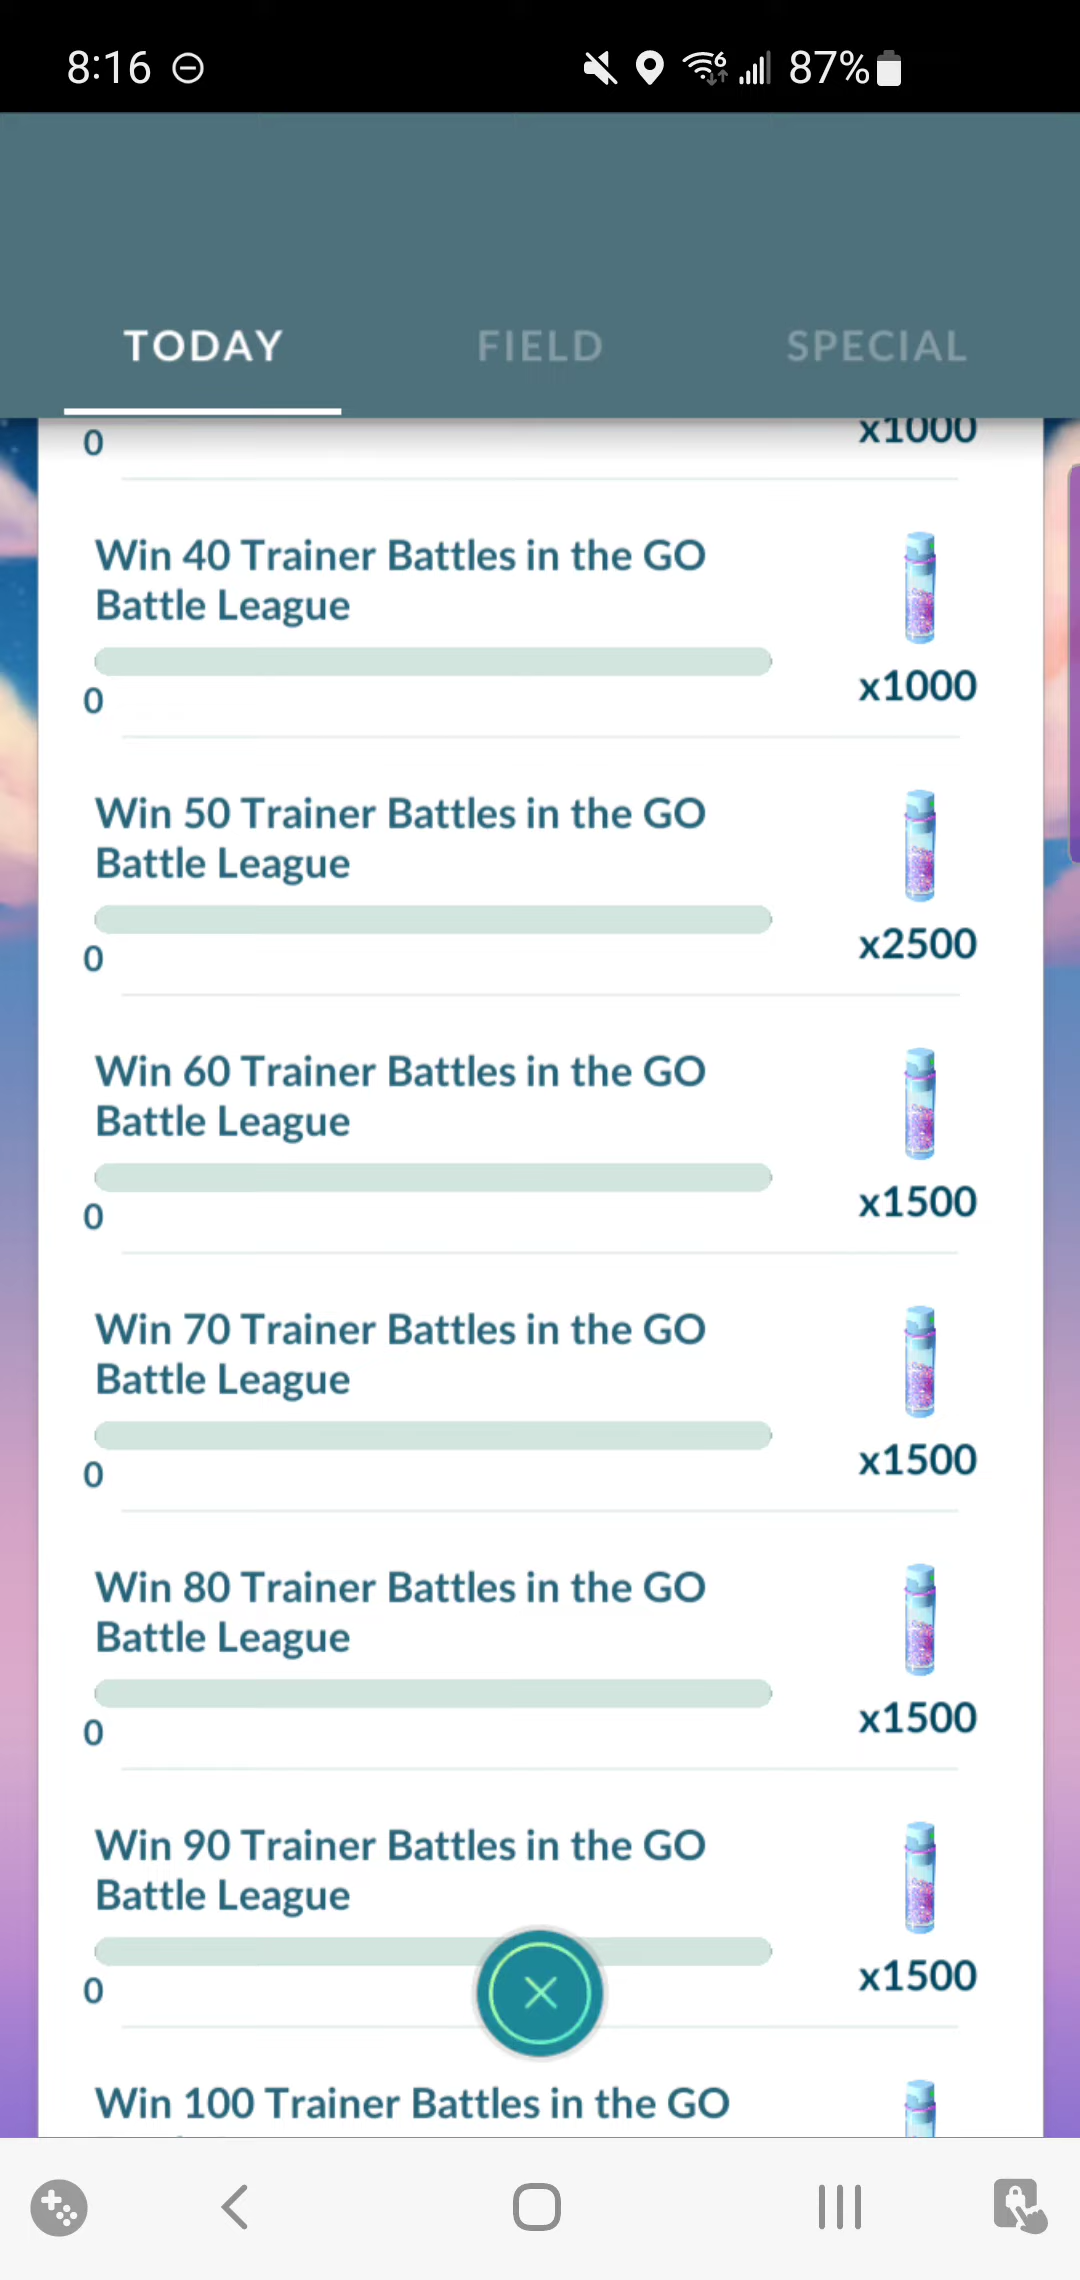 8:16
6
87%
TODAY
FIELD
SPECIAL
0
x1000
Win 40 Trainer Battles in the GO
Battle League
0
x1000
Win 50 Trainer Battles in the GO
Battle League
0
x2500
Win 60 Trainer Battles in the GO
Battle League
0
x1500
Win 70 Trainer Battles in the GO
Battle League
0
x1500
Win 80 Trainer Battles in the GO
Battle League
0
x1500
Win 90 Trainer Battles in the GO
Battle League
0
x1500
Win 100 Trainer Battles in the GO